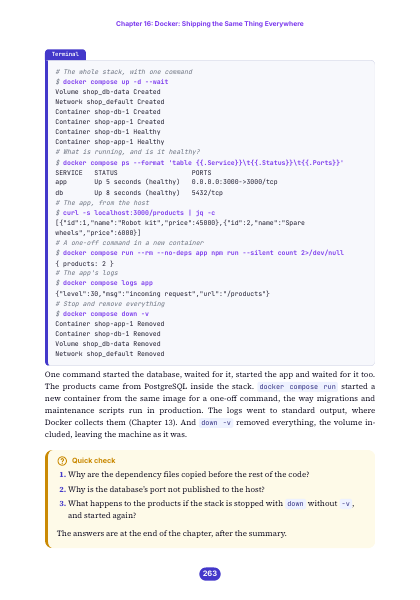 Chapter 16: Docker: Shipping the Same Thing Everywhere
Terminal
# The whole stack, with one command
$ docker compose up -d --wait
Volume shop_db-data Created
Network shop_default Created
Container shop-db-1 Created
Container shop-app-1 Created
Container shop-db-1 Healthy
Container shop-app-1 Healthy
# What is running, and is it healthy?
$ docker compose ps --format 'table {{.Service}}\t{{.Status}}\t{{.Ports}}'
SERVICE STATUS PORTS
app Up 5 seconds (healthy) 0.0.0.0:3000->3000/tcp
db Up 8 seconds (healthy) 5432/tcp
# The app, from the host
$ curl -s localhost:3000/products | jq -c
[{"id":1,"name":"Robot kit","price":45000},{"id":2,"name":"Spare
wheels","price":6000}]
# A one-off command in a new container
$ docker compose run --rm --no-deps app npm run --silent count 2>/dev/null
{ products: 2 }
# The app's logs
$ docker compose logs app
{"level":30,"msg":"incoming request","url":"/products"}
# Stop and remove everything
$ docker compose down -v
Container shop-app-1 Removed
Container shop-db-1 Removed
Volume shop_db-data Removed
Network shop_default Removed
One command started the database, waited for it, started the app and waited for it too.
The products came from PostgreSQL inside the stack. docker compose run started a
new container from the same image for a one-off command, the way migrations and
maintenance scripts run in production. The logs went to standard output, where
Docker collects them (Chapter 13). And down -v removed everything, the volume in-
cluded, leaving the machine as it was.
Quick check
1. Why are the dependency files copied before the rest of the code?
2. Why is the database's port not published to the host?
3. What happens to the products if the stack is stopped with down without -v,
and started again?
The answers are at the end of the chapter, after the summary.
263